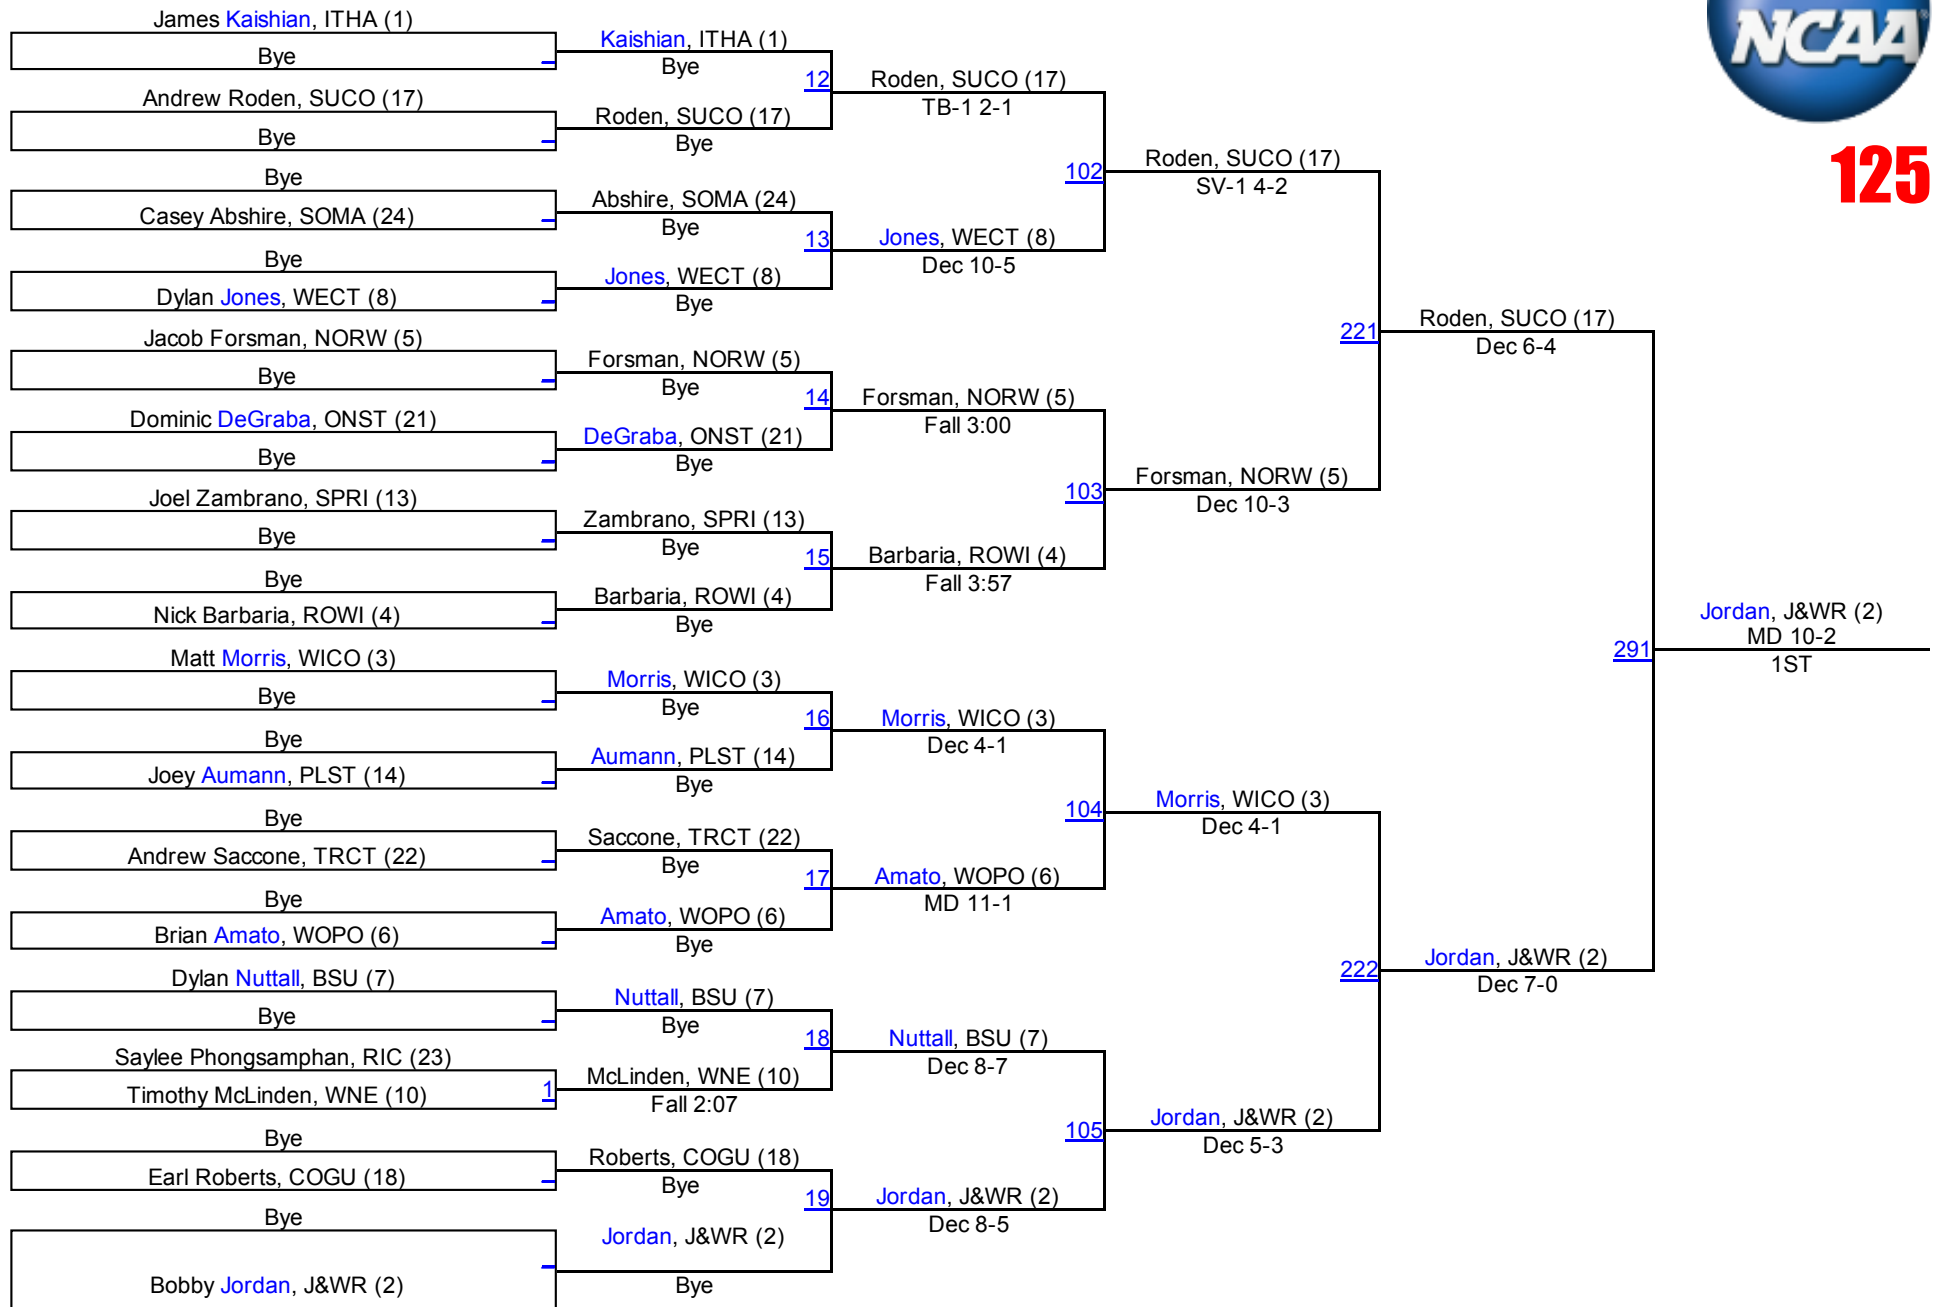 James Kaishian, ITHA (1)
Bye
Andrew Roden, SUCO (17)
Bye
Bye
Casey Abshire, SOMA (24)
Bye
Dylan Jones, WECT (8)
Jacob Forsman, NORW (5)
Bye
Dominic DeGraba, ONST (21)
Bye
Joel Zambrano, SPRI (13)
Bye
Bye
Nick Barbaria, ROWI (4)
Matt Morris, WICO (3)
Bye
Bye
Joey Aumann, PLST (14)
Bye
Andrew Saccone, TRCT (22)
Bye
Brian Amato, WOPO (6)
Dylan Nuttall, BSU (7)
Bye
Saylee Phongsamphan, RIC (23)
Timothy McLinden, WNE (10)
1
Bye
Earl Roberts, COGU (18)
Bye
Bobby Jordan, J&WR (2)
Kaishian, ITHA (1)
Bye
12
Roden, SUCO (17)
Bye
Abshire, SOMA (24)
Bye
13
Jones, WECT (8)
Bye
Forsman, NORW (5)
Bye
14
DeGraba, ONST (21)
Bye
Zambrano, SPRI (13)
Bye
15
Barbaria, ROWI (4)
Bye
Morris, WICO (3)
Bye
16
Aumann, PLST (14)
Bye
Saccone, TRCT (22)
Bye
17
Amato, WOPO (6)
Bye
Nuttall, BSU (7)
Bye
18
McLinden, WNE (10)
Fall 2:07
Roberts, COGU (18)
Bye
19
Jordan, J&WR (2)
Bye
Roden, SUCO (17)
TB-1 2-1
102
Jones, WECT (8)
Dec 10-5
Forsman, NORW (5)
Fall 3:00
103
Barbaria, ROWI (4)
Fall 3:57
Morris, WICO (3)
Dec 4-1
104
Amato, WOPO (6)
MD 11-1
Nuttall, BSU (7)
Dec 8-7
105
Jordan, J&WR (2)
Dec 8-5
Roden, SUCO (17)
SV-1 4-2
221
Forsman, NORW (5)
Dec 10-3
Morris, WICO (3)
Dec 4-1
222
Jordan, J&WR (2)
Dec 5-3
Roden, SUCO (17)
Dec 6-4
291
Jordan, J&WR (2)
Dec 7-0
NCAA
125
Jordan, J&WR (2)
MD 10-2
1ST